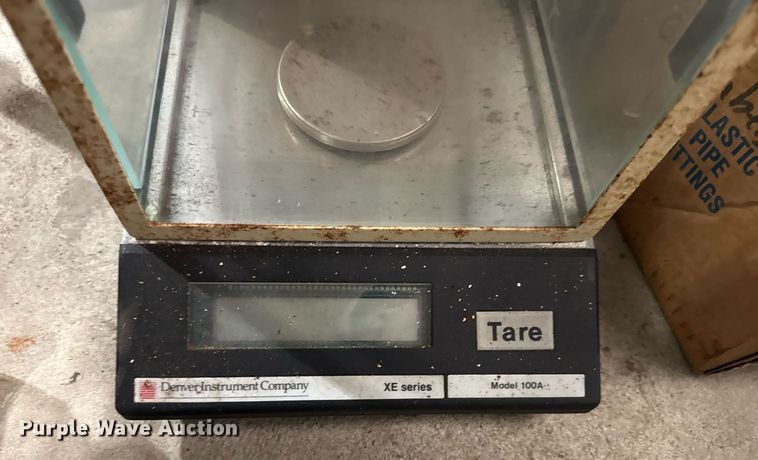 LASTIC
PIPE
TTINGS
Tare
Denver Instrument Company XE series Model 100A
Purple Wave Auction